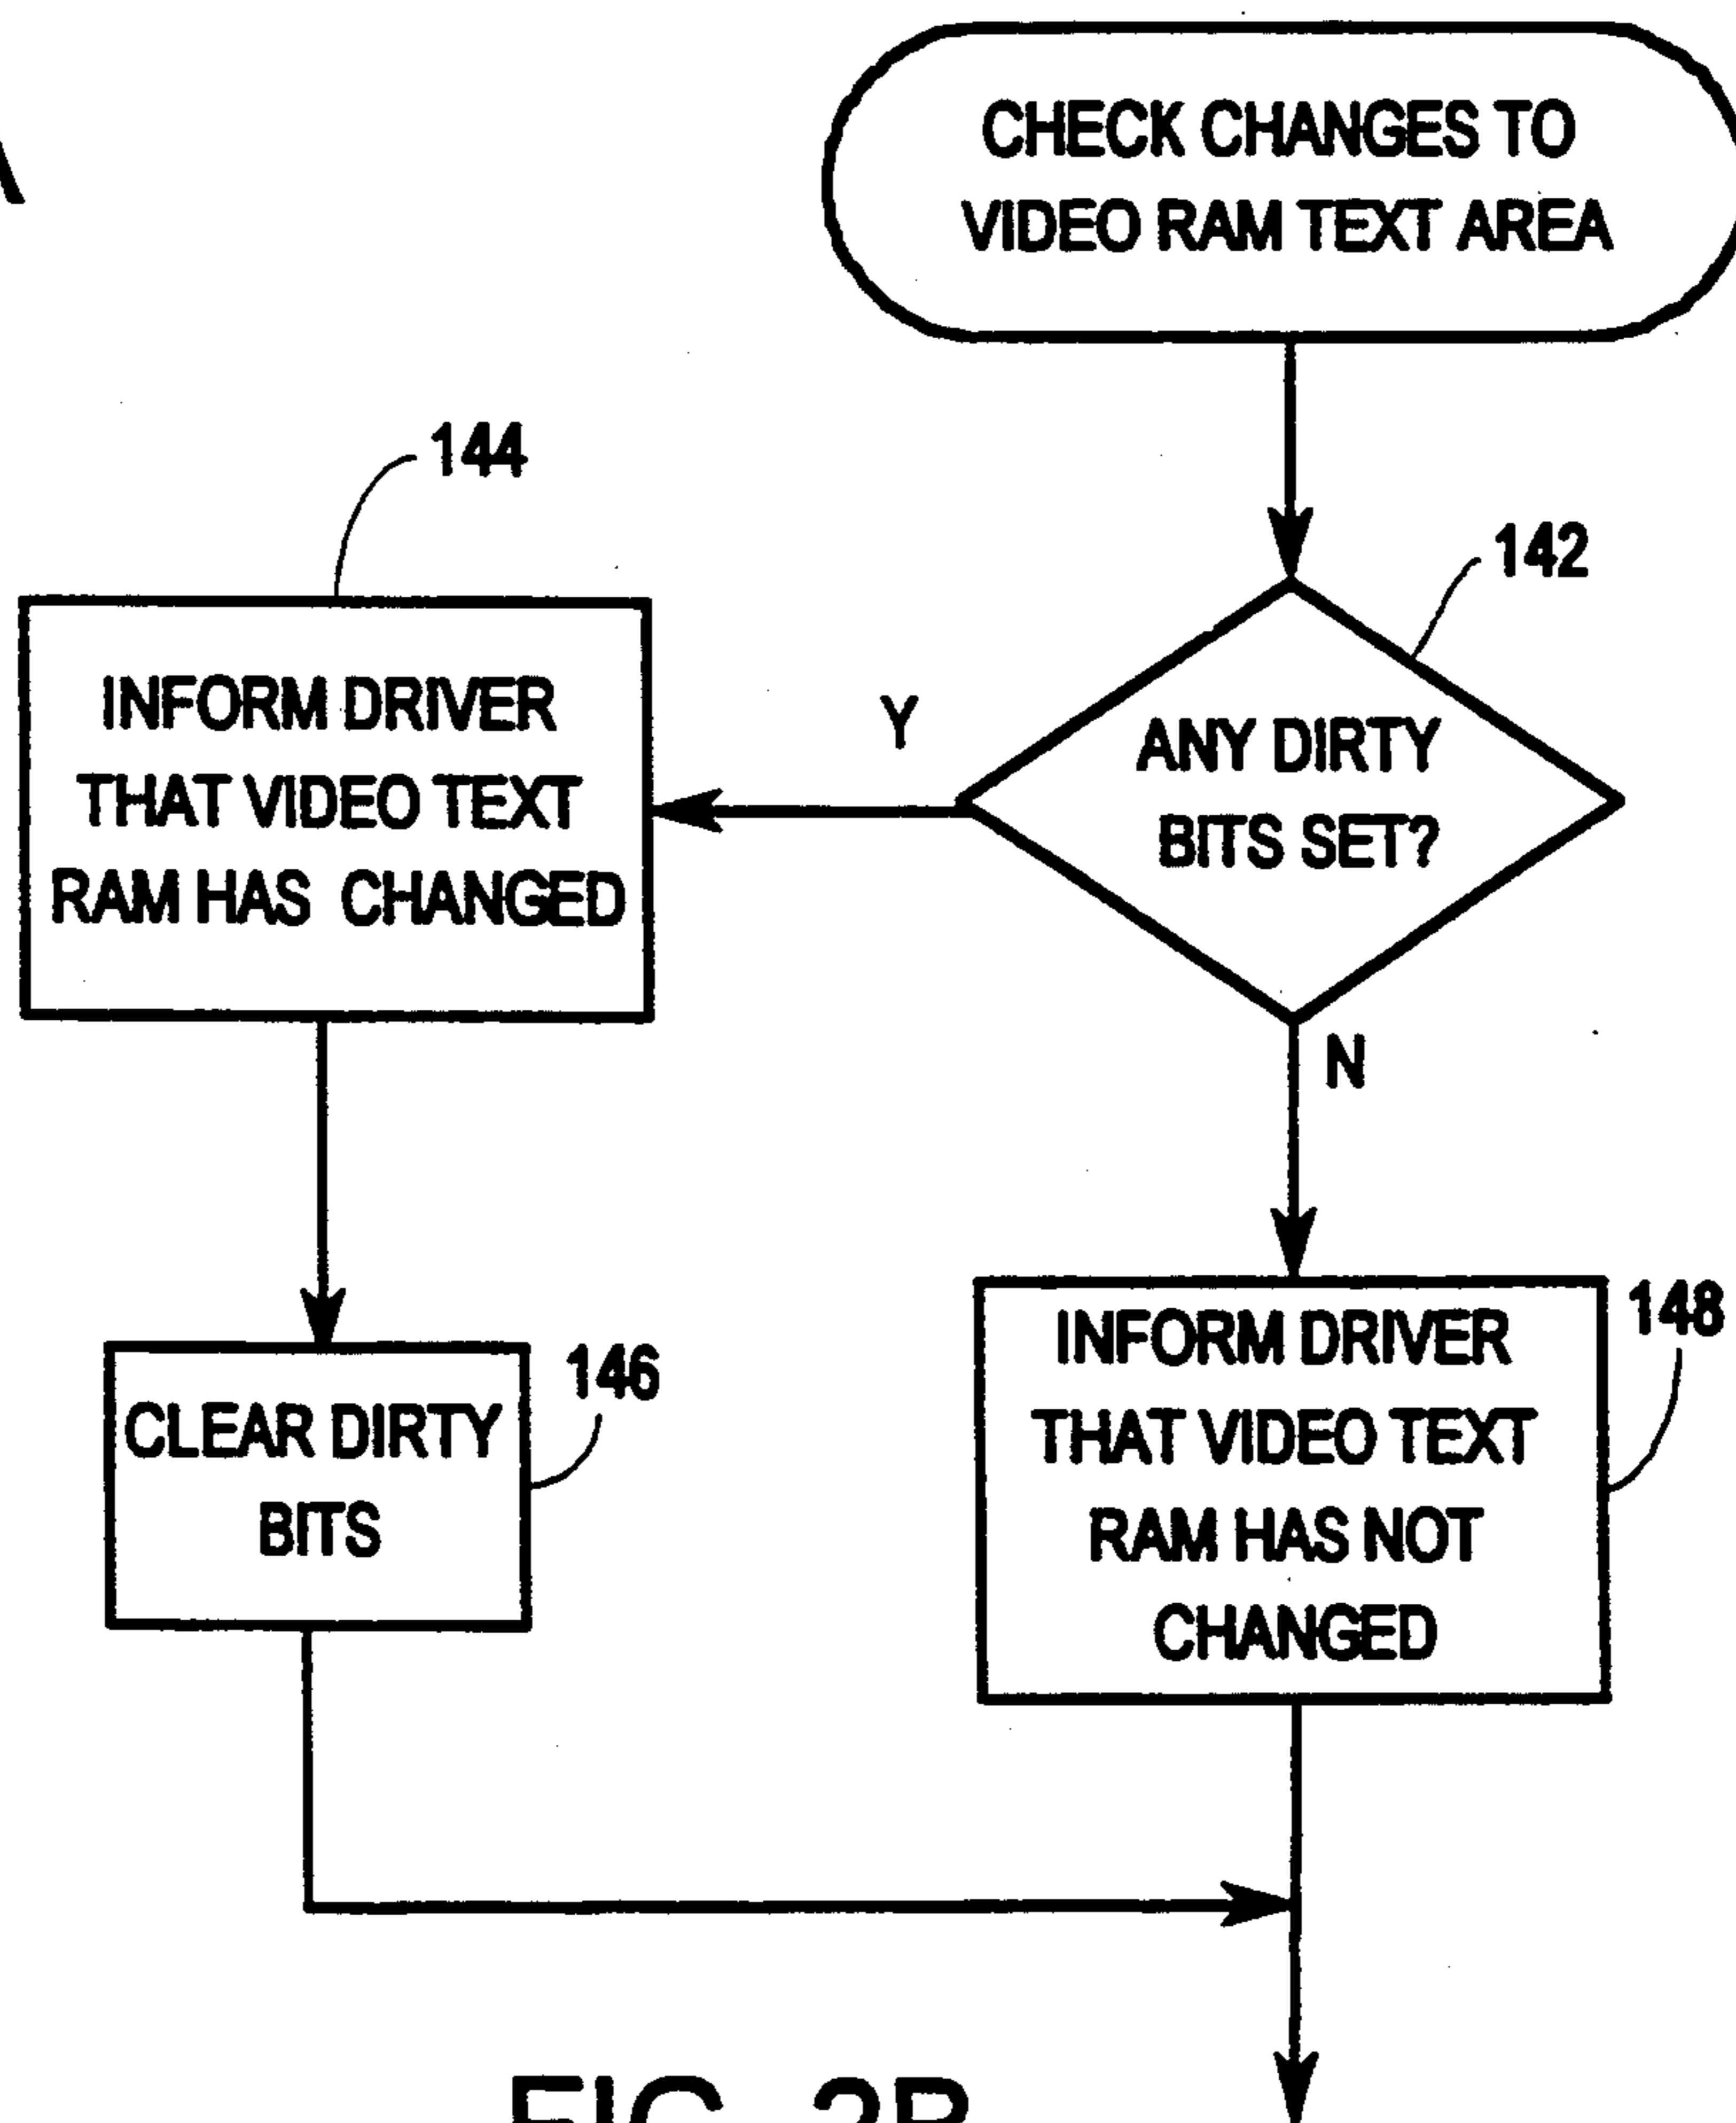 CHECK CHANGES TO
VIDEO RAM TEXT AREA
144
142
INFORM DRIVER
THAT VIDEO TEXT
RAM HAS CHANGED
Y
ANY DIRTY
BITS SET?
N
146
CLEAR DIRTY
BITS
148
INFORM DRIVER
THAT VIDEO TEXT
RAM HAS NOT
CHANGED